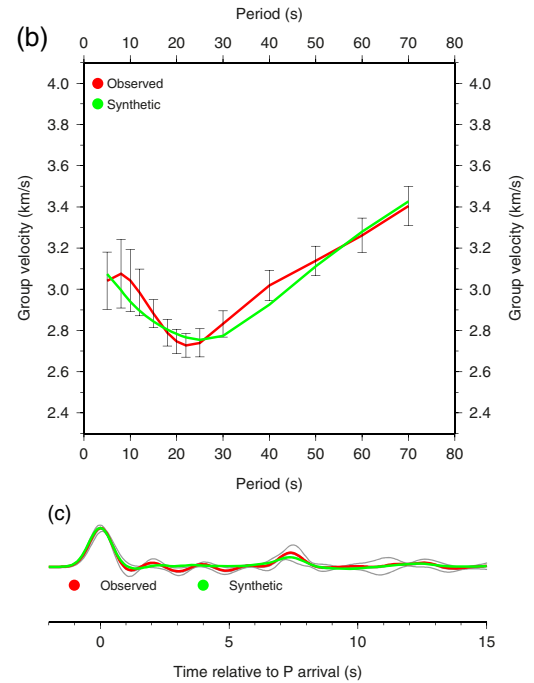 Period (s)
(b)
0 10 20 30 40 50 60 70 80
4.0 4.0
Observed
Synthetic
3.8 3.8
3.6 3.6
3.4 3.4
3.2 3.2
3.0 3.0
2.8 2.8
2.6 2.6
2.4 2.4
Group velocity (km/s)
Group velocity (km/s)
0 10 20 30 40 50 60 70 80
Period (s)
(c)
Observed Synthetic
0 5 10 15
Time relative to P arrival (s)